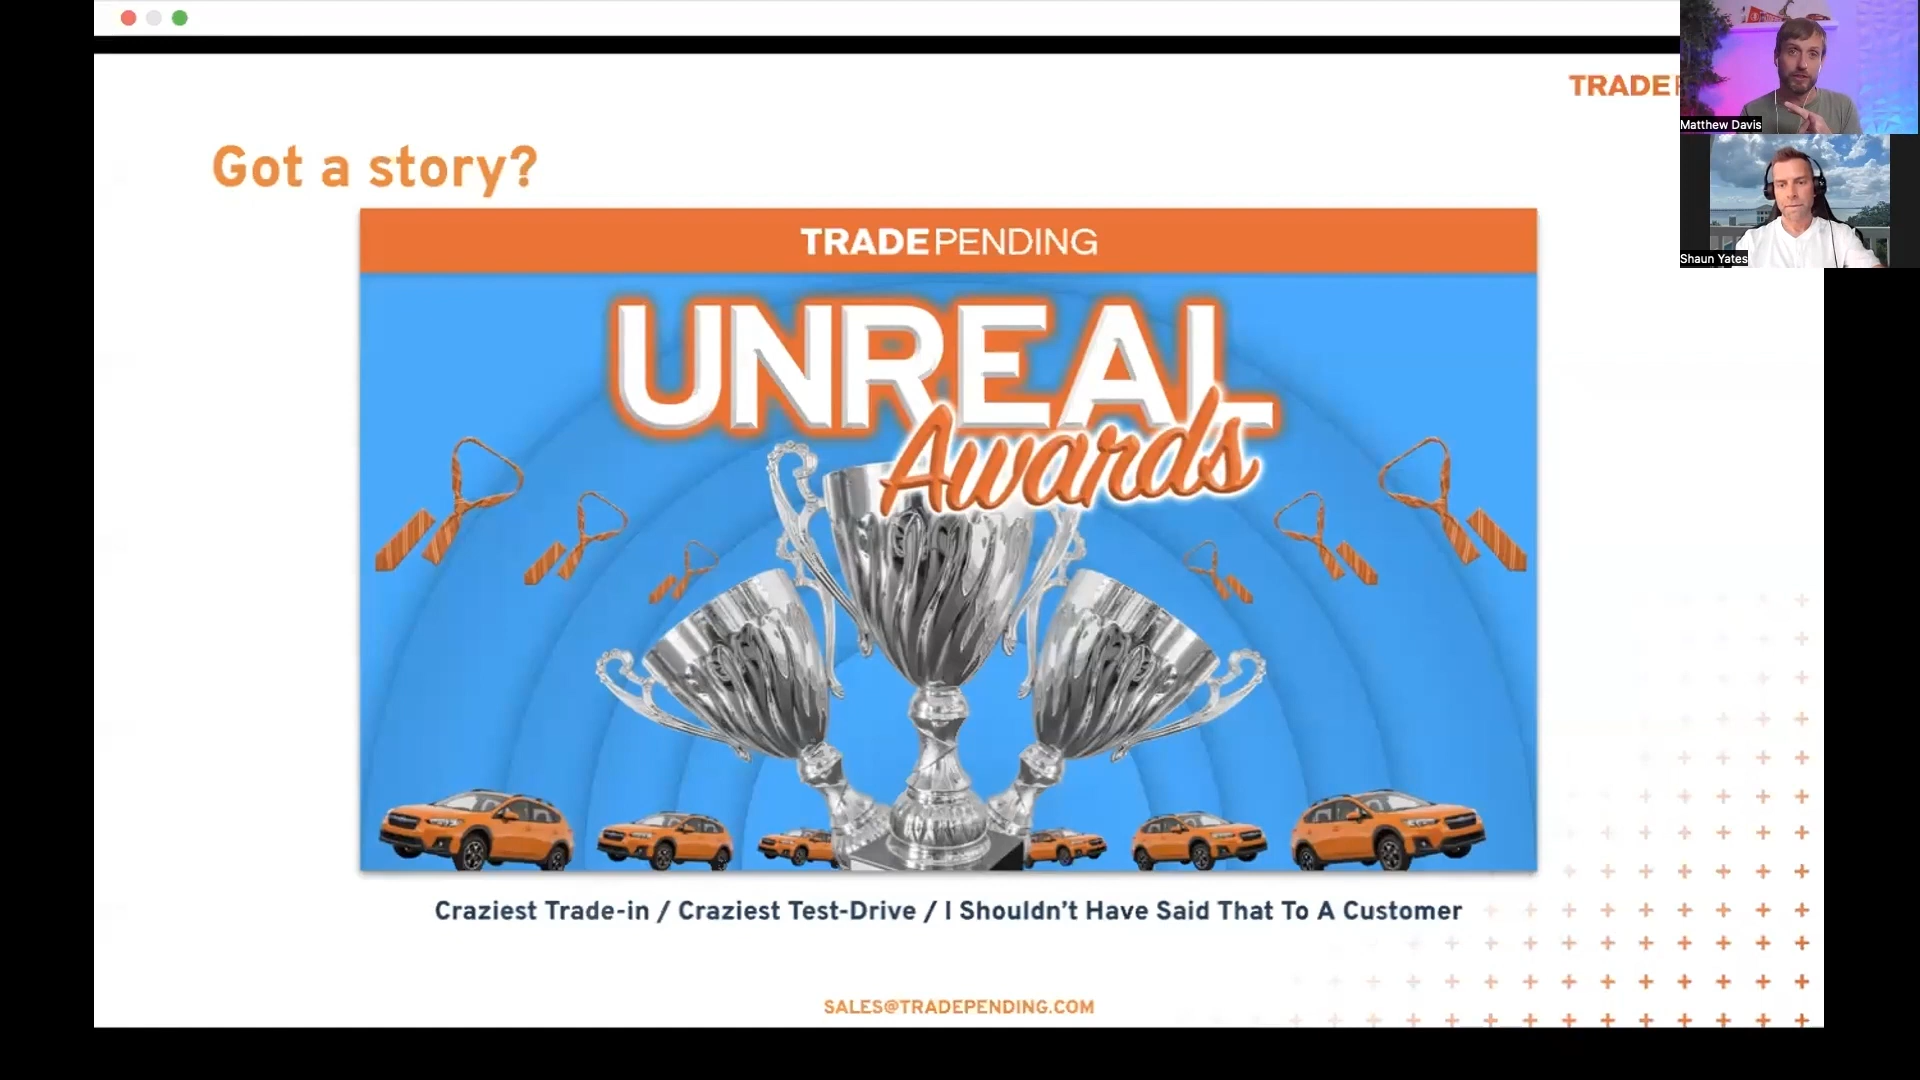 TRADE
Matthew Davis
Got a story?
Shaun Yates
TRADEPENDING
UNREAL
Awards
Craziest Trade-in / Craziest Test-Drive / I Shouldn't Have Said That To A Customer
SALES@TRADEPENDING.COM